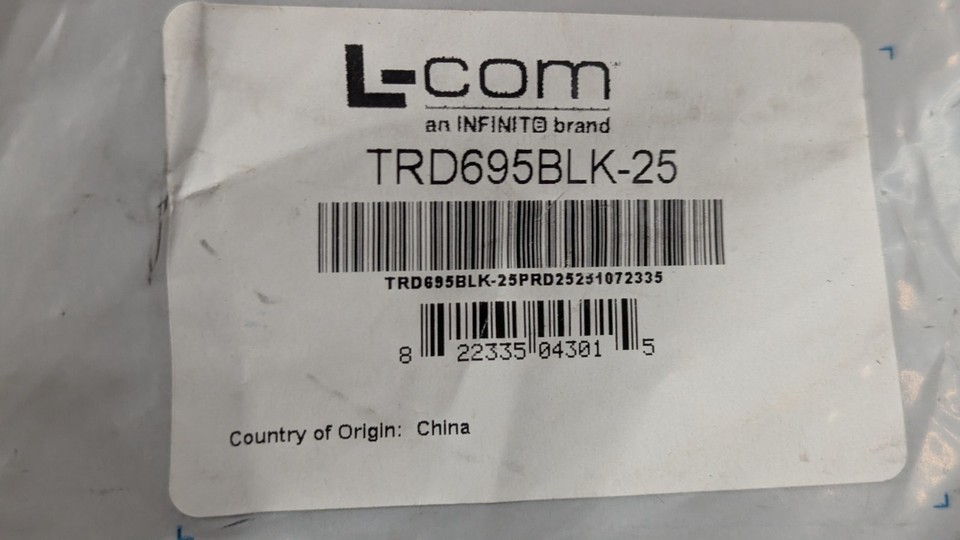 L-com
an INFINITE brand
TRD695BLK-25
TRD695BLK-25PRD25251072335
8 22335 04301 5
Country of Origin: China